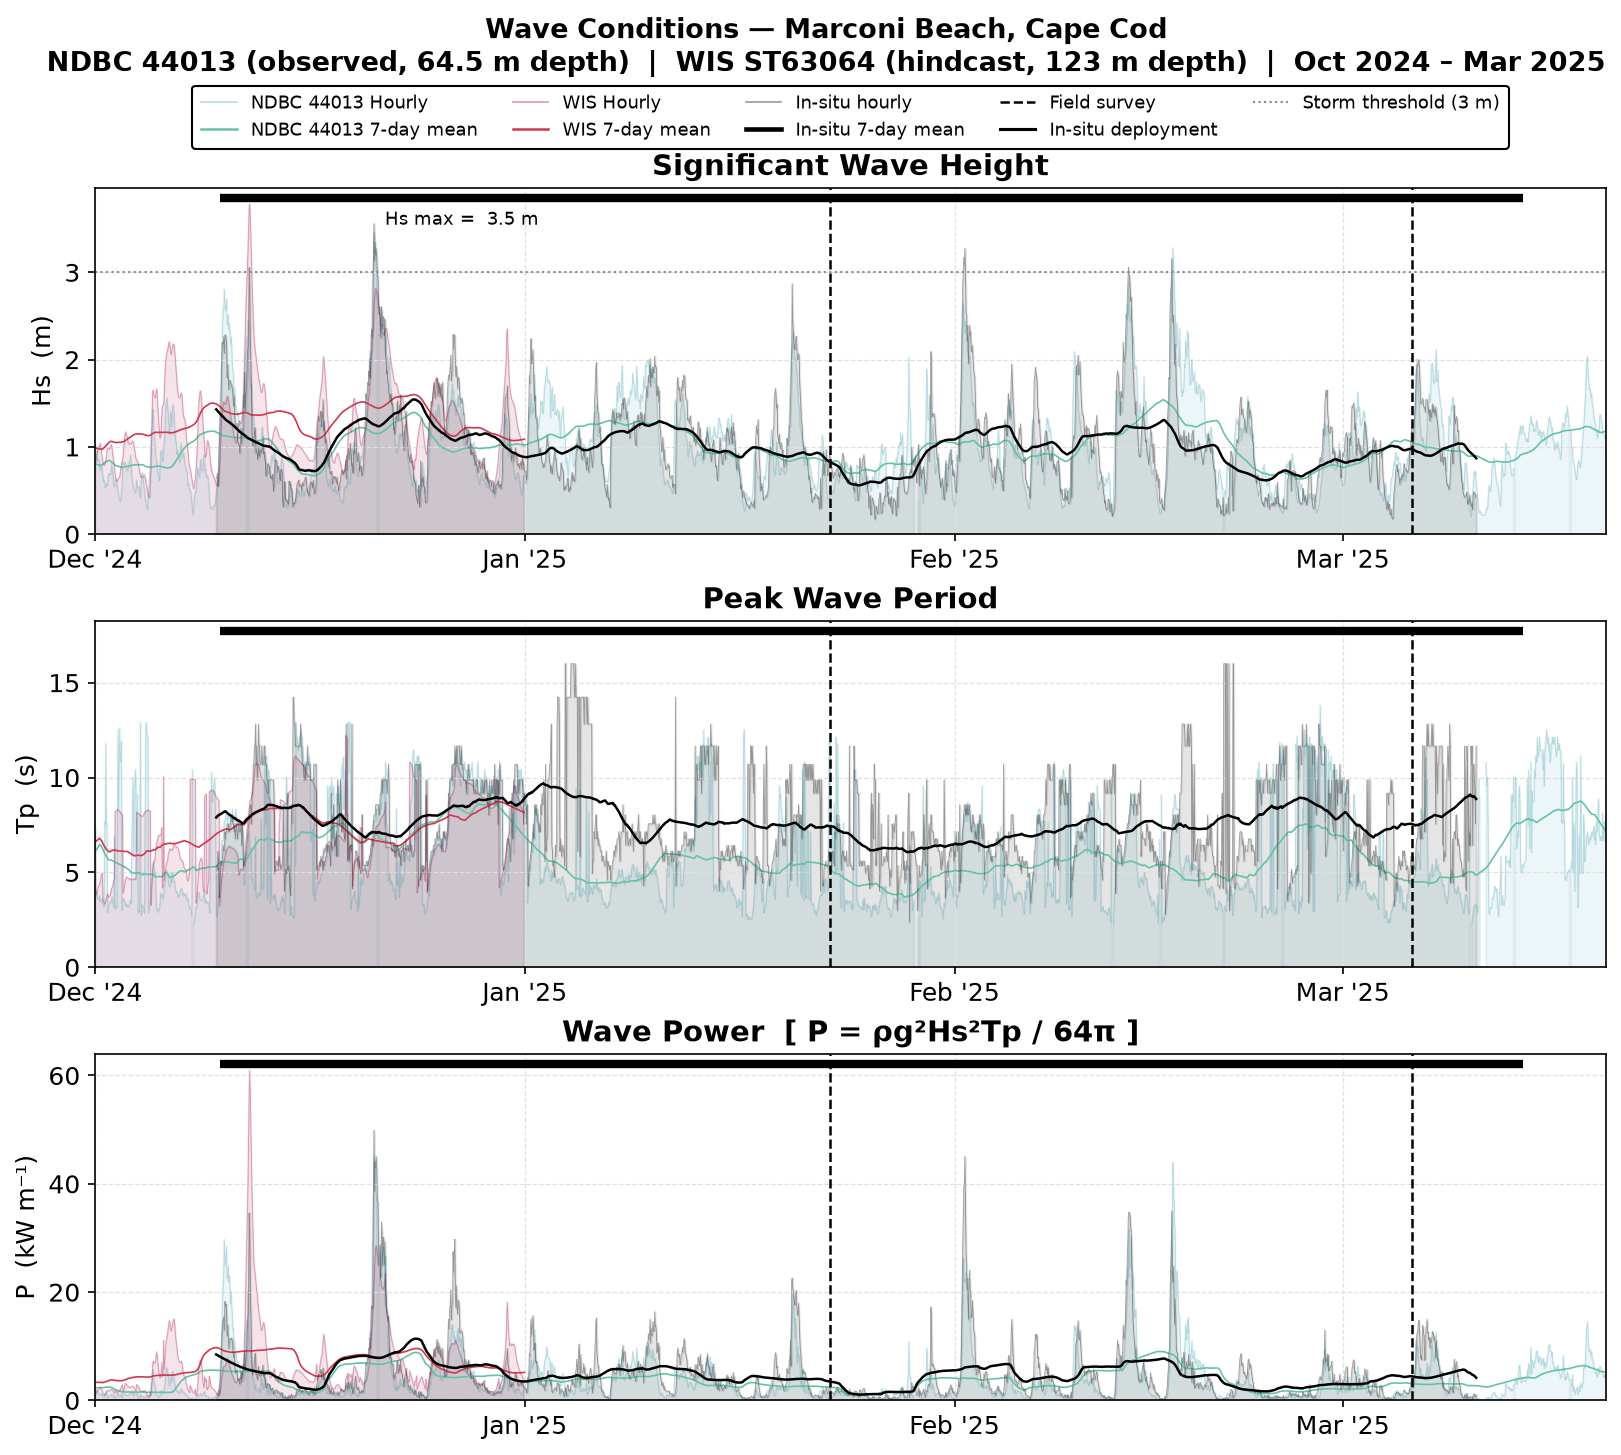 Wave Conditions — Marconi Beach, Cape Cod
NDBC 44013 (observed, 64.5 m depth)  |  WIS ST63064 (hindcast, 123 m depth)  |  Oct 2024 – Mar 2025
NDBC 44013 Hourly
NDBC 44013 7-day mean
WIS Hourly
WIS 7-day mean
In-situ hourly
In-situ 7-day mean
Field survey
In-situ deployment
Storm threshold (3 m)
Significant Wave Height
Hs max =  3.5 m
Hs  (m)
3
2
1
0
Dec '24
Jan '25
Feb '25
Mar '25
Peak Wave Period
Tp  (s)
15
10
5
0
Dec '24
Jan '25
Feb '25
Mar '25
Wave Power  [ P = ρg²Hs²Tp / 64π ]
P  (kW m⁻¹)
60
40
20
0
Dec '24
Jan '25
Feb '25
Mar '25